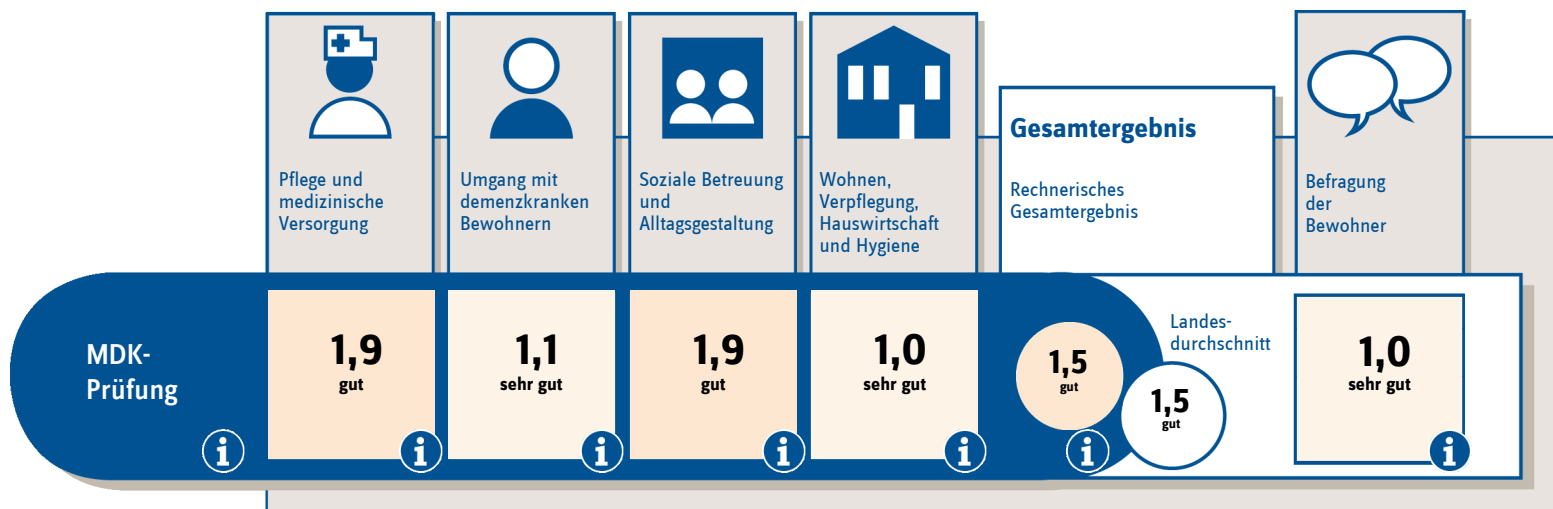 Pflege und
medizinische
Versorgung
Umgang mit
demenzkranken
Bewohnern
Soziale Betreuung
und
Alltagsgestaltung
Wohnen,
Verpflegung,
Hauswirtschaft
und Hygiene
Gesamtergebnis
Rechnerisches
Gesamtergebnis
Befragung
der
Bewohner
MDK-
Prüfung
i
1,9
gut
i
1,1
sehr gut
i
1,9
gut
i
1,0
sehr gut
i
1,5
gut
i
Landes-
durchschnitt
1,5
gut
1,0
sehr gut
i